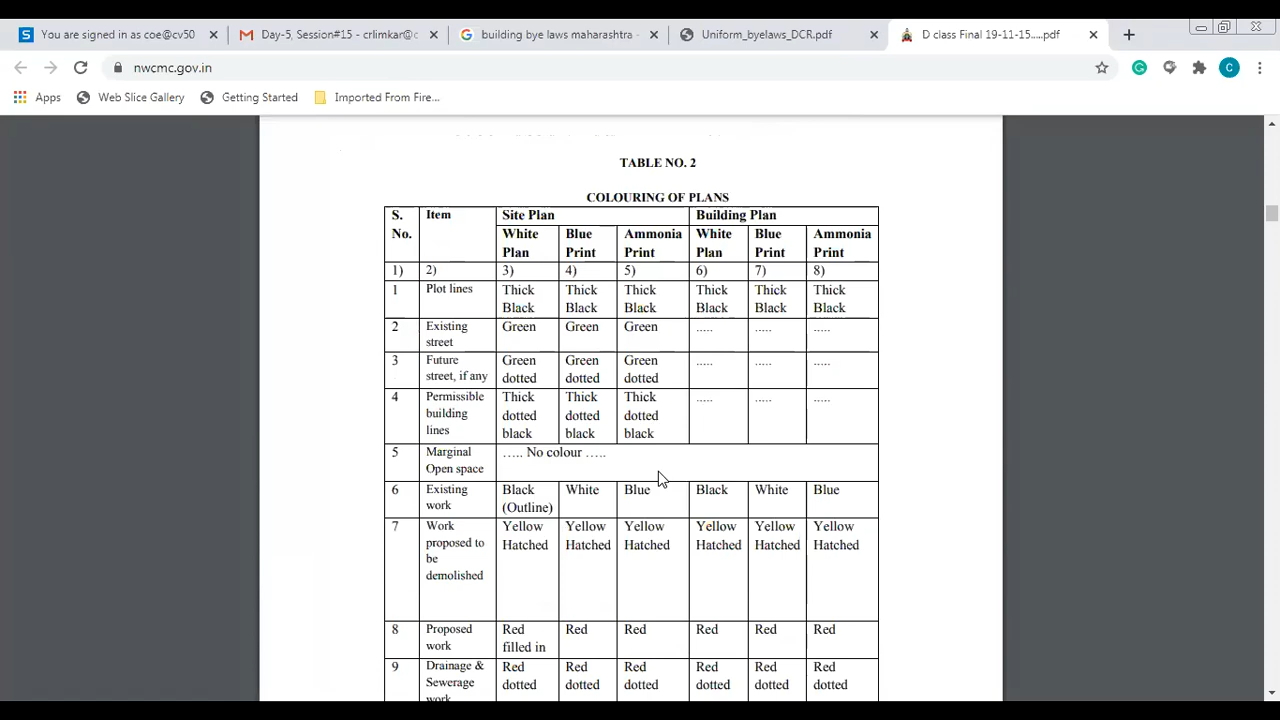 You are signed in as coe@cv50
Day-5, Session#15 - crlimkar@c
building bye laws maharashtra -
Uniform_byelaws_DCR.pdf
D class Final 19-11-15.....pdf
nwcmc.gov.in
C
Apps Web Slice Gallery Getting Started Imported From Fire...
TABLE NO. 2
COLOURING OF PLANS
S. No. Item Site Plan Building Plan
White Plan Blue Print Ammonia Print White Plan Blue Print Ammonia Print
1) 2) 3) 4) 5) 6) 7) 8)
1 Plot lines Thick Black Thick Black Thick Black Thick Black Thick Black Thick Black
2 Existing street Green Green Green ..... ..... .....
3 Future street, if any Green dotted Green dotted Green dotted ..... ..... .....
4 Permissible building lines Thick dotted black Thick dotted black Thick dotted black ..... ..... .....
5 Marginal Open space ..... No colour .....
6 Existing work Black (Outline) White Blue Black White Blue
7 Work proposed to be demolished Yellow Hatched Yellow Hatched Yellow Hatched Yellow Hatched Yellow Hatched Yellow Hatched
8 Proposed work Red filled in Red Red Red Red Red
9 Drainage & Sewerage work Red dotted Red dotted Red dotted Red dotted Red dotted Red dotted